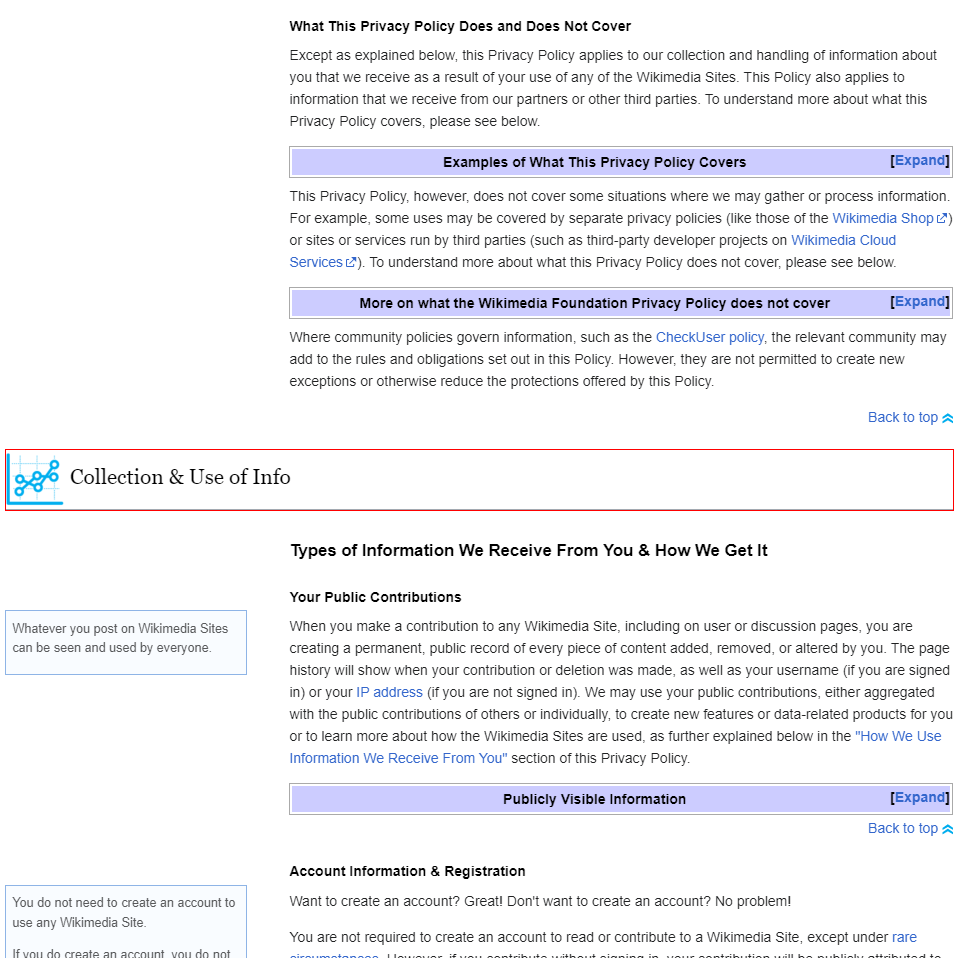 What This Privacy Policy Does and Does Not Cover
Except as explained below, this Privacy Policy applies to our collection and handling of information about
you that we receive as a result of your use of any of the Wikimedia Sites. This Policy also applies to
information that we receive from our partners or other third parties. To understand more about what this
Privacy Policy covers, please see below.
Examples of What This Privacy Policy Covers [Expand]
This Privacy Policy, however, does not cover some situations where we may gather or process information.
For example, some uses may be covered by separate privacy policies (like those of the Wikimedia Shop)
or sites or services run by third parties (such as third-party developer projects on Wikimedia Cloud
Services). To understand more about what this Privacy Policy does not cover, please see below.
More on what the Wikimedia Foundation Privacy Policy does not cover [Expand]
Where community policies govern information, such as the CheckUser policy, the relevant community may
add to the rules and obligations set out in this Policy. However, they are not permitted to create new
exceptions or otherwise reduce the protections offered by this Policy.
Back to top
Collection & Use of Info
Types of Information We Receive From You & How We Get It
Your Public Contributions
Whatever you post on Wikimedia Sites
can be seen and used by everyone.
When you make a contribution to any Wikimedia Site, including on user or discussion pages, you are
creating a permanent, public record of every piece of content added, removed, or altered by you. The page
history will show when your contribution or deletion was made, as well as your username (if you are signed
in) or your IP address (if you are not signed in). We may use your public contributions, either aggregated
with the public contributions of others or individually, to create new features or data-related products for you
or to learn more about how the Wikimedia Sites are used, as further explained below in the "How We Use
Information We Receive From You" section of this Privacy Policy.
Publicly Visible Information [Expand]
Back to top
Account Information & Registration
You do not need to create an account to
use any Wikimedia Site.
If you do create an account, you do not
Want to create an account? Great! Don't want to create an account? No problem!
You are not required to create an account to read or contribute to a Wikimedia Site, except under rare
circumstances. However, if you contribute without signing in, your contribution will be publicly attributed to